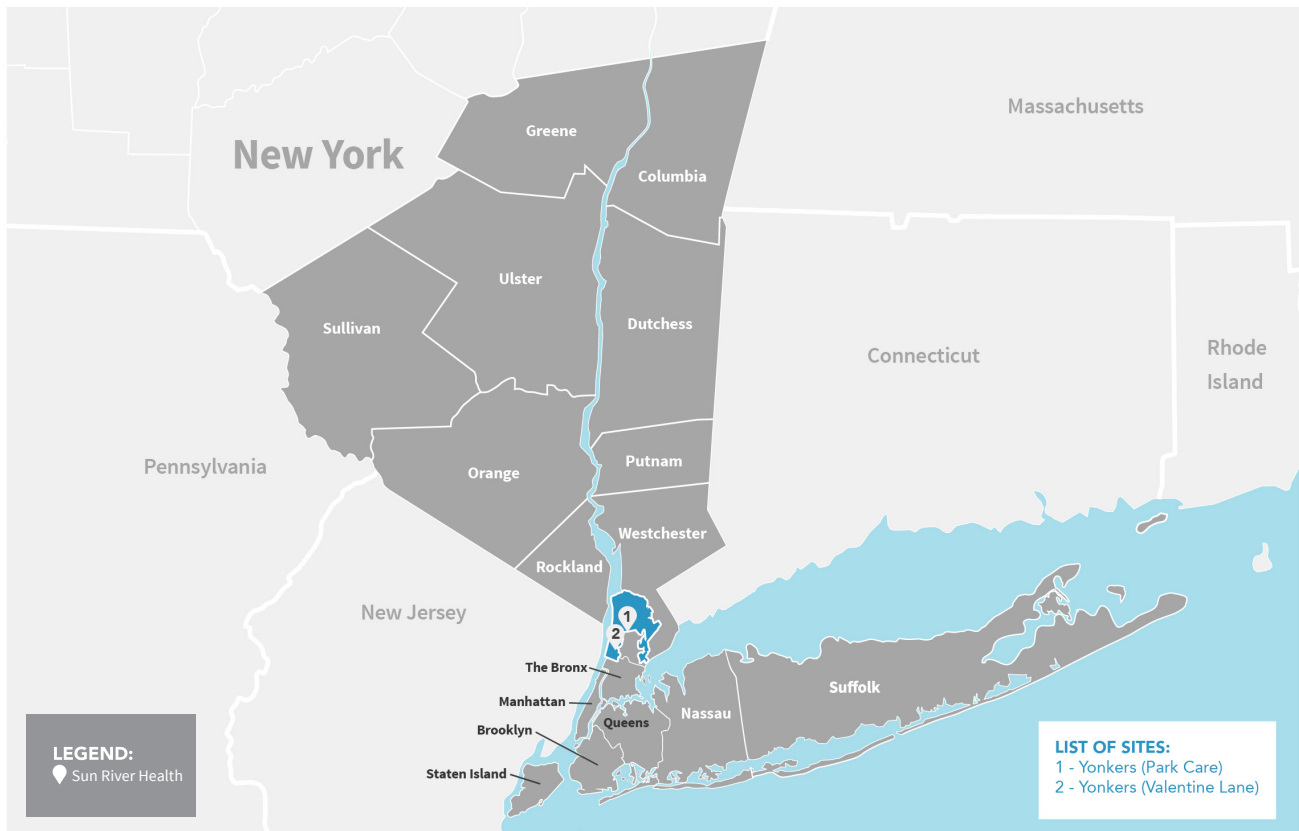 Massachusetts
Greene
New York
Columbia
Ulster
Sullivan
Dutchess
Connecticut
Rhode
Island
Pennsylvania
Putnam
Orange
Westchester
Rockland
New Jersey
1
2
The Bronx
Suffolk
Manhattan
Nassau
Queens
Brooklyn
Staten Island
LEGEND:
Sun River Health
LIST OF SITES:
1 - Yonkers (Park Care)
2 - Yonkers (Valentine Lane)